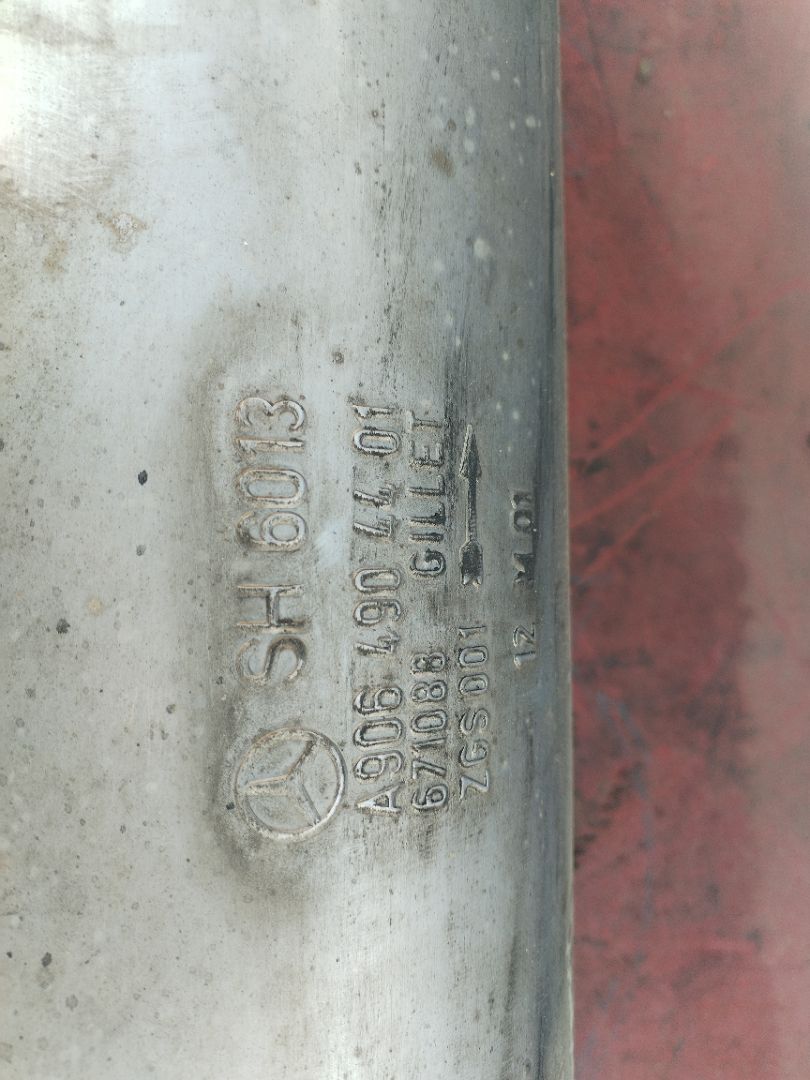 SH 6013
A906 490 44 01
671088 GILLET
ZGS 001
12